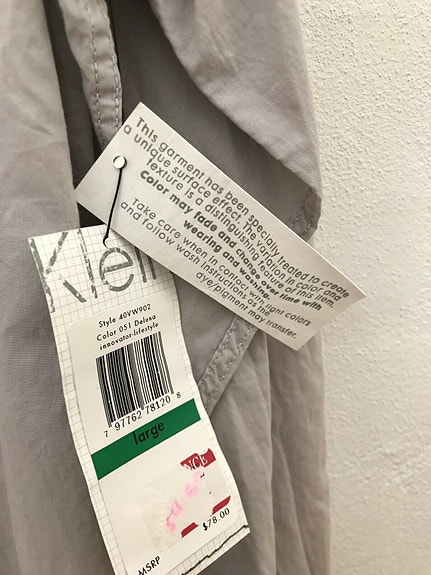 This garment has been specially treated to create
a unique surface effect. The variation in color and
texture is a distinguishing feature of this item.
Color may fade and change over time with
wearing and washing.
Take care when in contact with light colors
and follow wash instructions as the
dye/pigment may transfer.
Klein
Style 40VW902
Color 051 Deluna
innovator-lifestyle
7 97762 78120 8
large
NCE
$78.00
MSRP